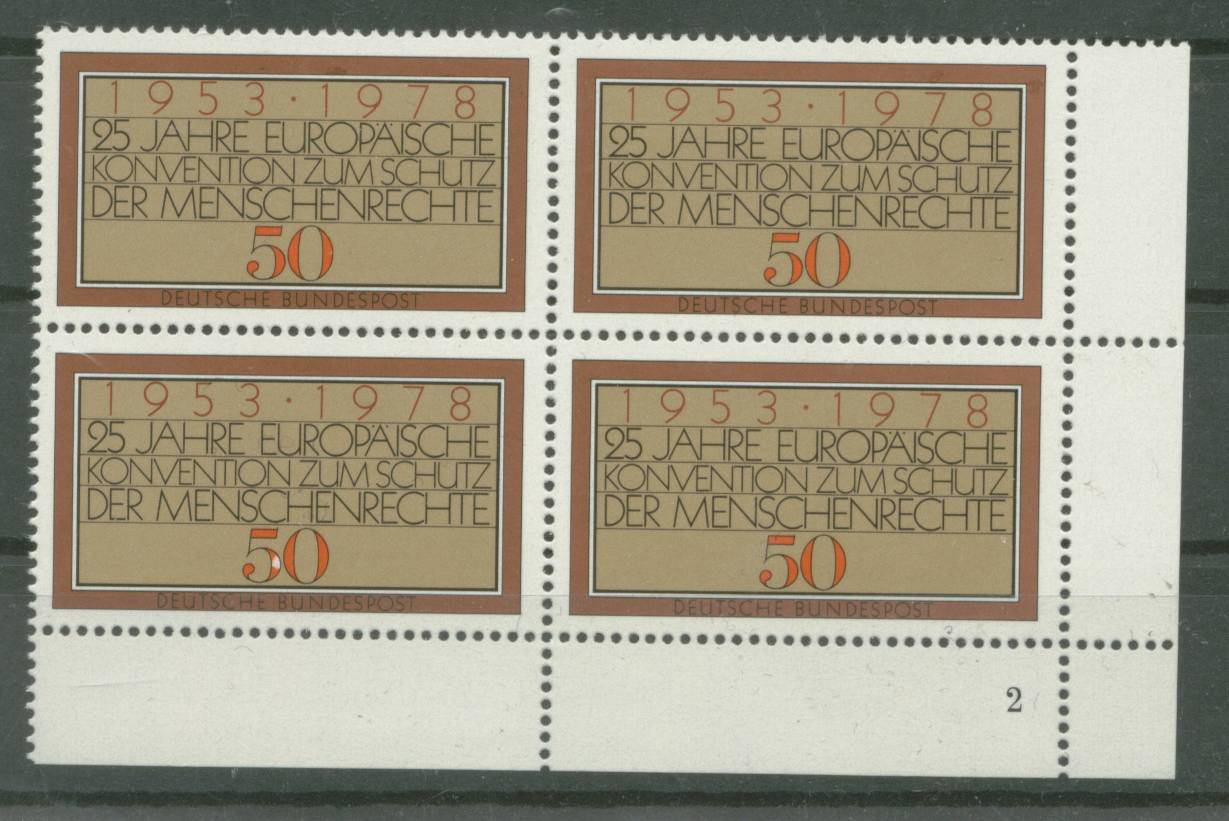 1953·1978
25 JAHRE EUROPÄISCHE
KONVENTION ZUM SCHUTZ
DER MENSCHENRECHTE
50
DEUTSCHE BUNDESPOST
1953·1978
25 JAHRE EUROPÄISCHE
KONVENTION ZUM SCHUTZ
DER MENSCHENRECHTE
50
DEUTSCHE BUNDESPOST
1953·1978
25 JAHRE EUROPÄISCHE
KONVENTION ZUM SCHUTZ
DER MENSCHENRECHTE
50
DEUTSCHE BUNDESPOST
1953·1978
25 JAHRE EUROPÄISCHE
KONVENTION ZUM SCHUTZ
DER MENSCHENRECHTE
50
DEUTSCHE BUNDESPOST
2